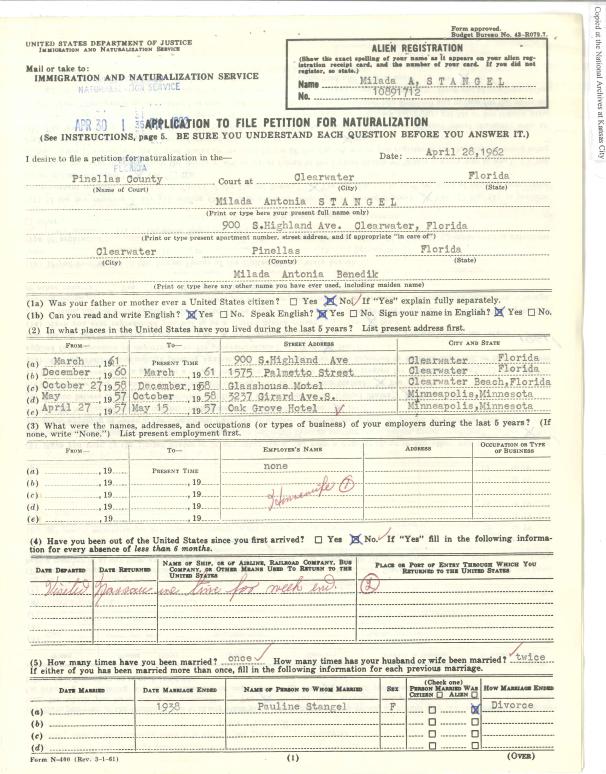 Form approved.
Budget Bureau No. 43-R079.7.
UNITED STATES DEPARTMENT OF JUSTICE
IMMIGRATION AND NATURALIZATION SERVICE
Mail or take to:
IMMIGRATION AND NATURALIZATION SERVICE
NATURALIZATION SERVICE
ALIEN REGISTRATION
(Show the exact spelling of your name as it appears on your alien registration receipt card, and the number of your card. If you did not register, so state.)
Name Milada A, STANGEL
No. 10891712
APR 30
APPLICATION TO FILE PETITION FOR NATURALIZATION
(See INSTRUCTIONS, page 5. BE SURE YOU UNDERSTAND EACH QUESTION BEFORE YOU ANSWER IT.)
I desire to file a petition for naturalization in the—
Date: April 28,1962
FLORIDA
Pinellas County Court at Clearwater Florida
(Name of Court) (City) (State)
Milada Antonia STANGEL
(Print or type here your present full name only)
900 S.Highland Ave. Clearwater, Florida
(Print or type present apartment number, street address, and if appropriate "in care of")
Clearwater Pinellas Florida
(City) (County) (State)
Milada Antonia Benedik
(Print or type here any other name you have ever used, including maiden name)
(1a) Was your father or mother ever a United States citizen? Yes No. If "Yes" explain fully separately.
(1b) Can you read and write English? Yes No. Speak English? Yes No. Sign your name in English? Yes No.
(2) In what places in the United States have you lived during the last 5 years? List present address first.
FROM— TO— STREET ADDRESS CITY AND STATE
(a) March, 1961 PRESENT TIME 900 S.Highland Ave Clearwater Florida
(b) December, 1960 March, 1961 1575 Palmetto Street Clearwater Florida
(c) October 27 1958 December, Glasshouse Motel Clearwater Beach,Florida
(d) May, 1957 October, 1958 3237 Girard Ave.S. Minneapolis,Minnesota
(e) April 27, 1957 May 15, 1957 Oak Grove Hotel Minneapolis,Minnesota
(3) What were the names, addresses, and occupations (or types of business) of your employers during the last 5 years? (If
none, write "None.") List present employment first.
FROM— TO— EMPLOYER'S NAME ADDRESS OCCUPATION OR TYPE OF BUSINESS
(a) , 19 PRESENT TIME none
(b) , 19 , 19
(c) , 19 , 19 Housewife 1
(d) , 19 , 19
(e) , 19 , 19
(4) Have you been out of the United States since you first arrived? Yes No. If "Yes" fill in the following informa-
tion for every absence of less than 6 months.
DATE DEPARTED DATE RETURNED NAME OF SHIP, OR OF AIRLINE, RAILROAD COMPANY, BUS COMPANY, OR OTHER MEANS USED TO RETURN TO THE UNITED STATES PLACE OR PORT OF ENTRY THROUGH WHICH YOU RETURNED TO THE UNITED STATES
Visited Nassau one time for week end. 2
(5) How many times have you been married? once How many times has your husband or wife been married? twice
If either of you has been married more than once, fill in the following information for each previous marriage.
DATE MARRIED DATE MARRIAGE ENDED NAME OF PERSON TO WHOM MARRIED SEX (Check one) PERSON MARRIED WAS CITIZEN ALIEN HOW MARRIAGE ENDED
(a) 1938 Pauline Stangel F Divorce
(b)
(c)
(d)
Form N-400 (Rev. 3-1-61) (1) (OVER)
Copied at the National Archives at Kansas City